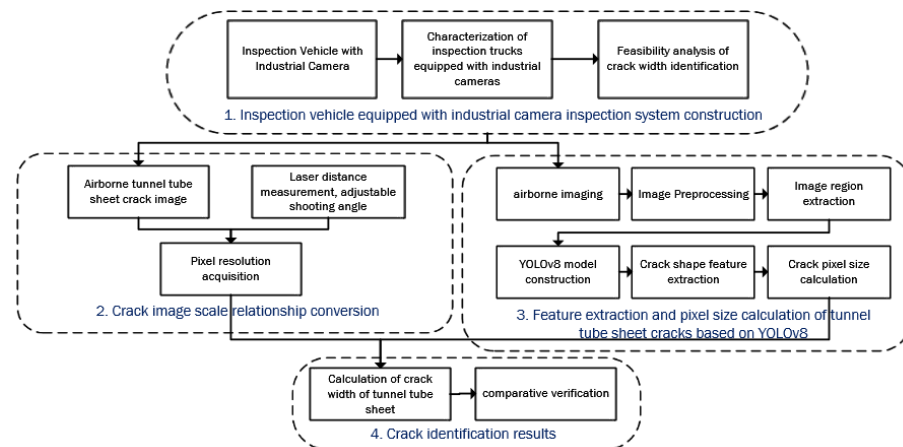 Inspection Vehicle with
Industrial Camera
Characterization of
inspection trucks
equipped with industrial
cameras
Feasibility analysis of
crack width identification
1. Inspection vehicle equipped with industrial camera inspection system construction
Airborne tunnel tube
sheet crack image
Laser distance
measurement, adjustable
shooting angle
Pixel resolution
acquisition
2. Crack image scale relationship conversion
airborne imaging
Image Preprocessing
Image region
extraction
YOLOv8 model
construction
Crack shape feature
extraction
Crack pixel size
calculation
3. Feature extraction and pixel size calculation of tunnel
tube sheet cracks based on YOLOv8
Calculation of crack
width of tunnel tube
sheet
comparative verification
4. Crack identification results